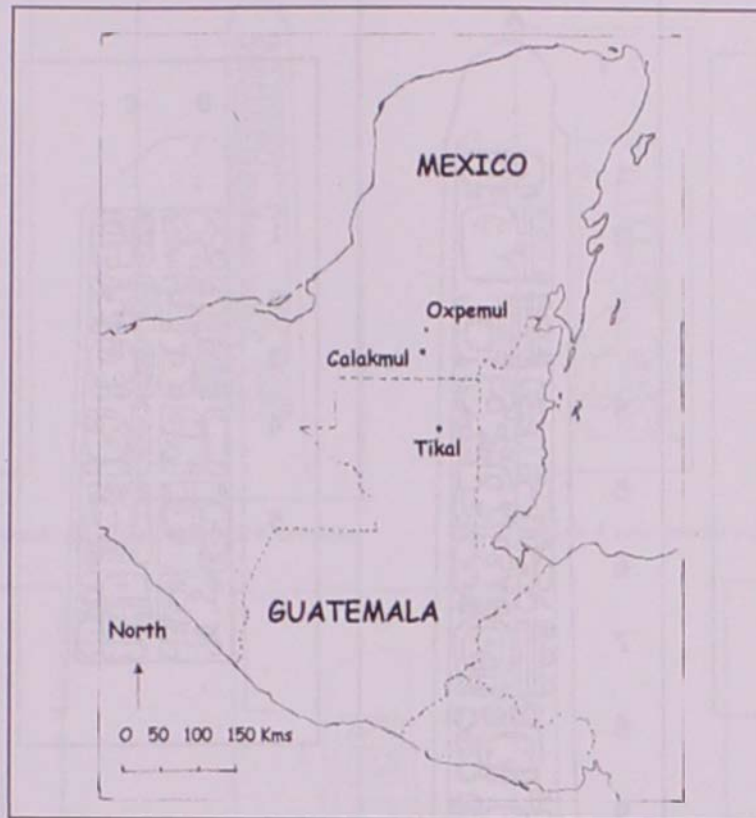 MEXICO
Oxpemul
Calakmul
Tikal
GUATEMALA
North
0 50 100 150 Kms